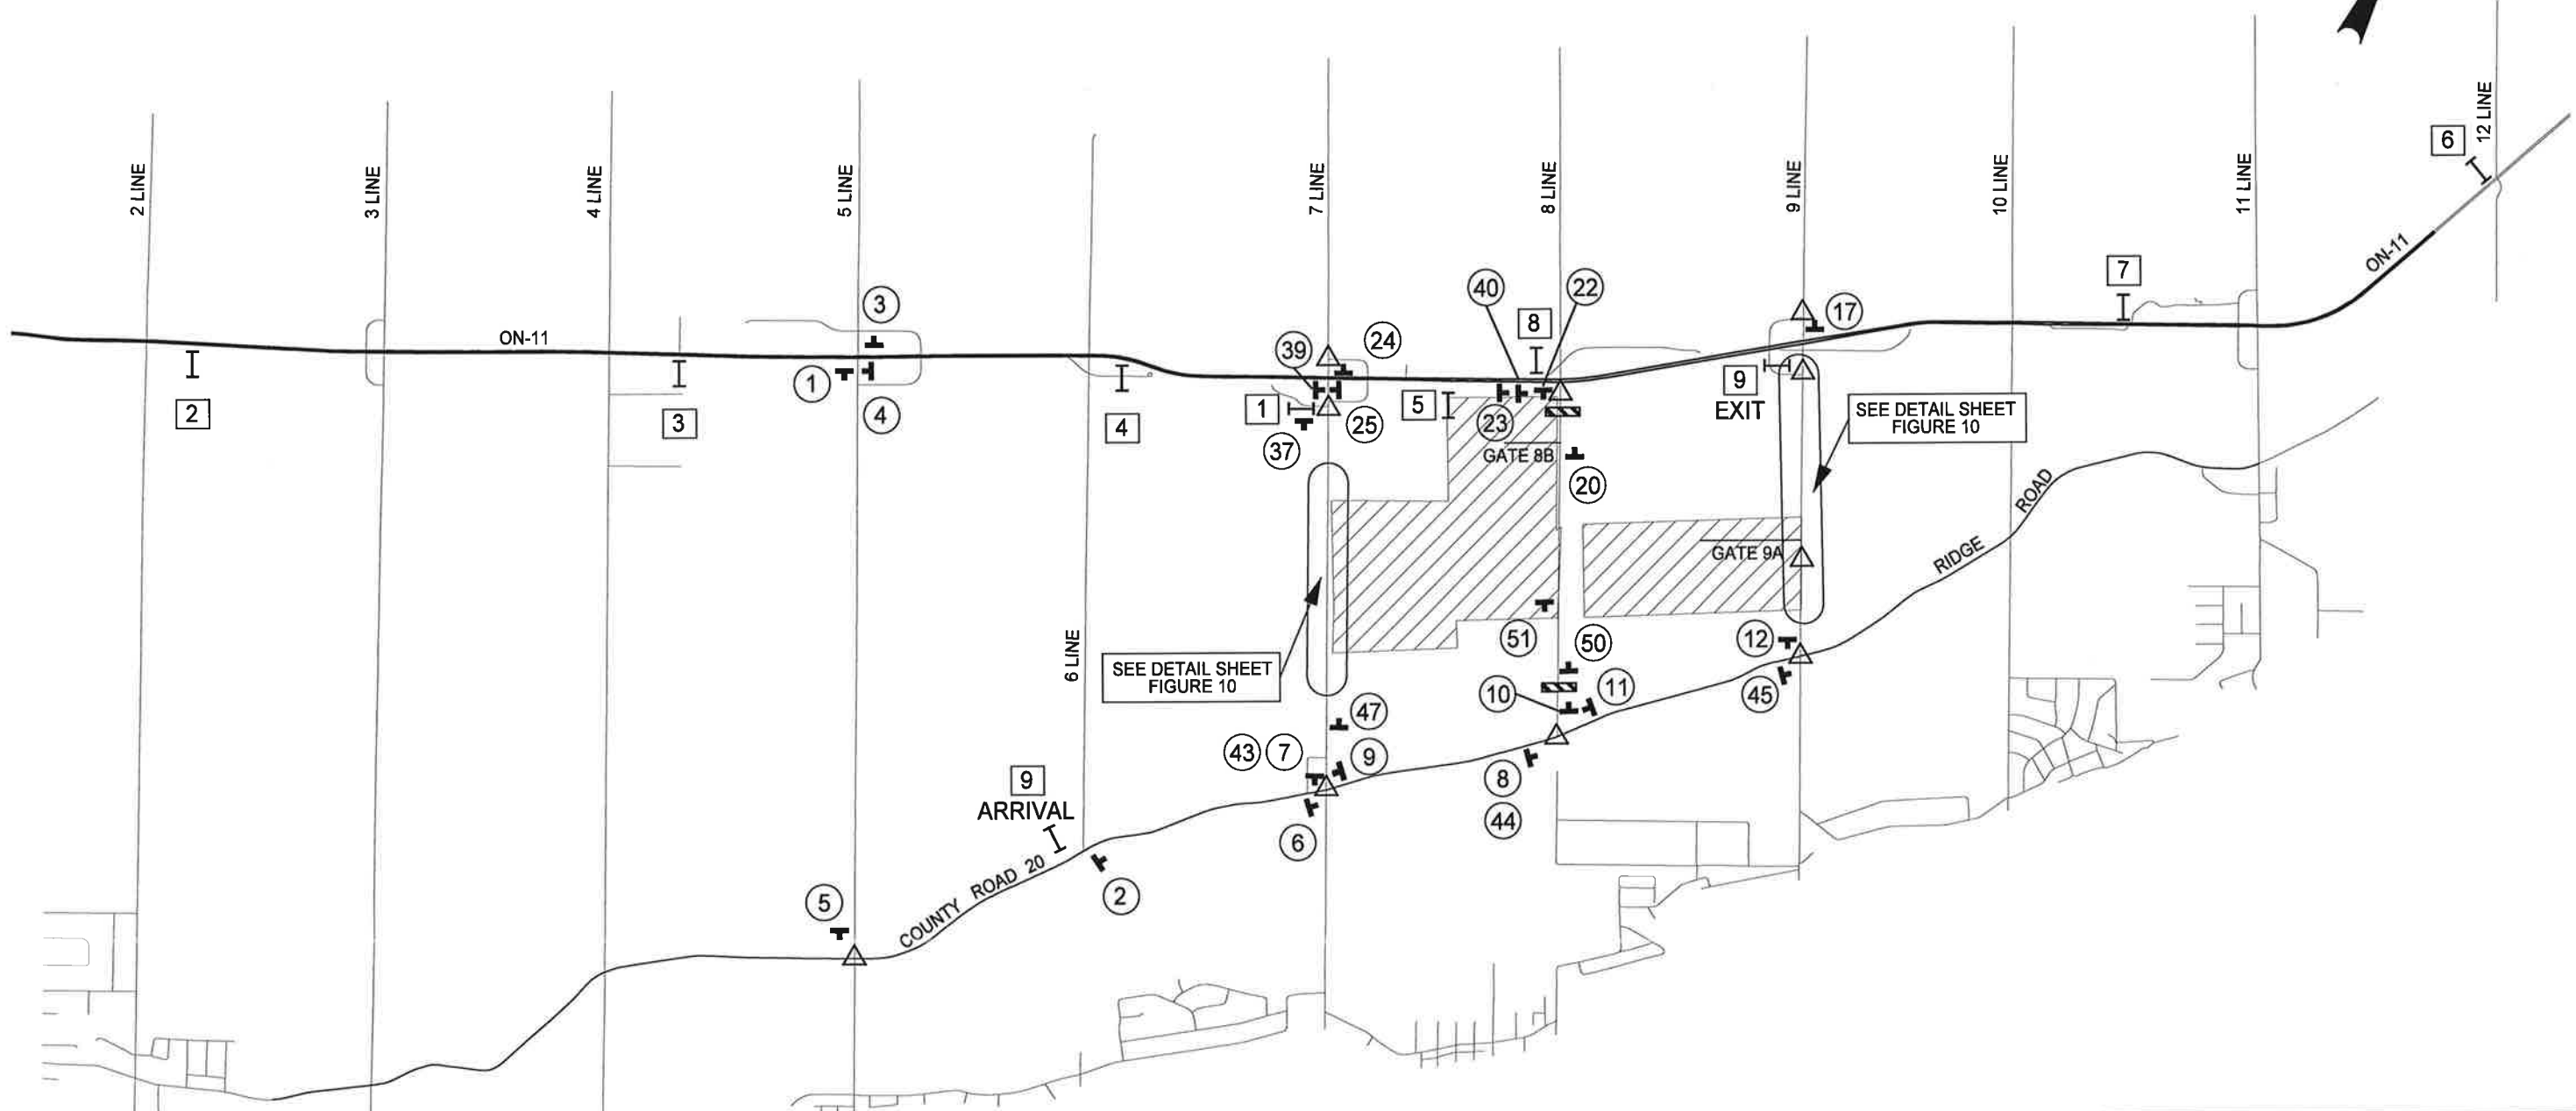 12 LINE
6
2 LINE
3 LINE
4 LINE
5 LINE
7 LINE
8 LINE
9 LINE
10 LINE
11 LINE
ON-11
7
3
40
22
8
17
ON-11
39
24
1
9
EXIT
2
3
4
4
1
5
23
25
37
SEE DETAIL SHEET
FIGURE 10
GATE 8B
20
RIDGE ROAD
GATE 9A
6 LINE
51
50
12
SEE DETAIL SHEET
FIGURE 10
10
11
45
47
43
7
9
9
ARRIVAL
8
44
6
COUNTY ROAD 20
2
5